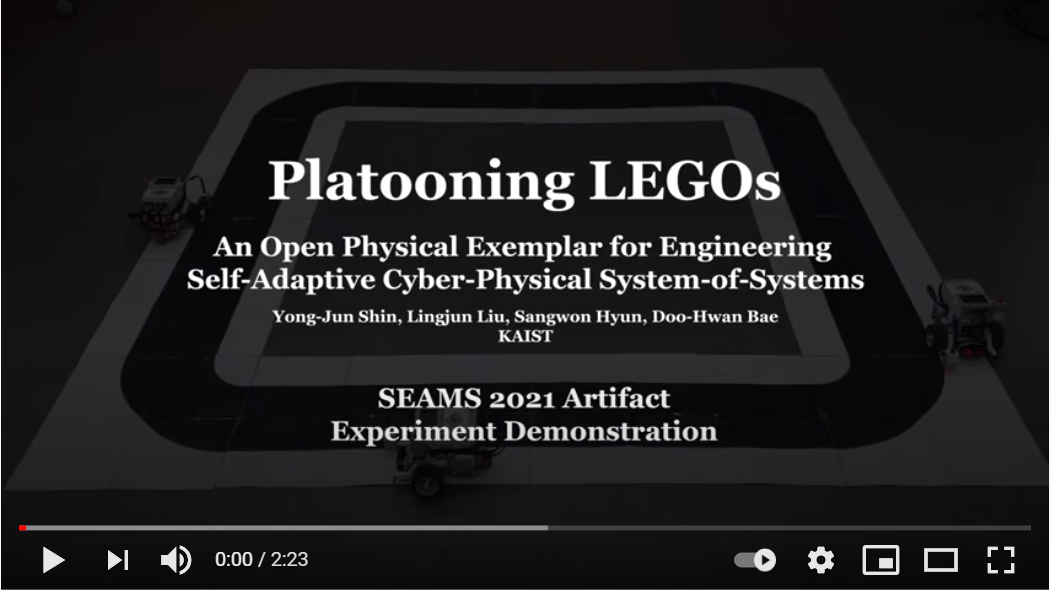 Platooning LEGOs
An Open Physical Exemplar for Engineering
Self-Adaptive Cyber-Physical System-of-Systems
Yong-Jun Shin, Lingjun Liu, Sangwon Hyun, Doo-Hwan Bae
KAIST
SEAMS 2021 Artifact
Experiment Demonstration
0:00 / 2:23